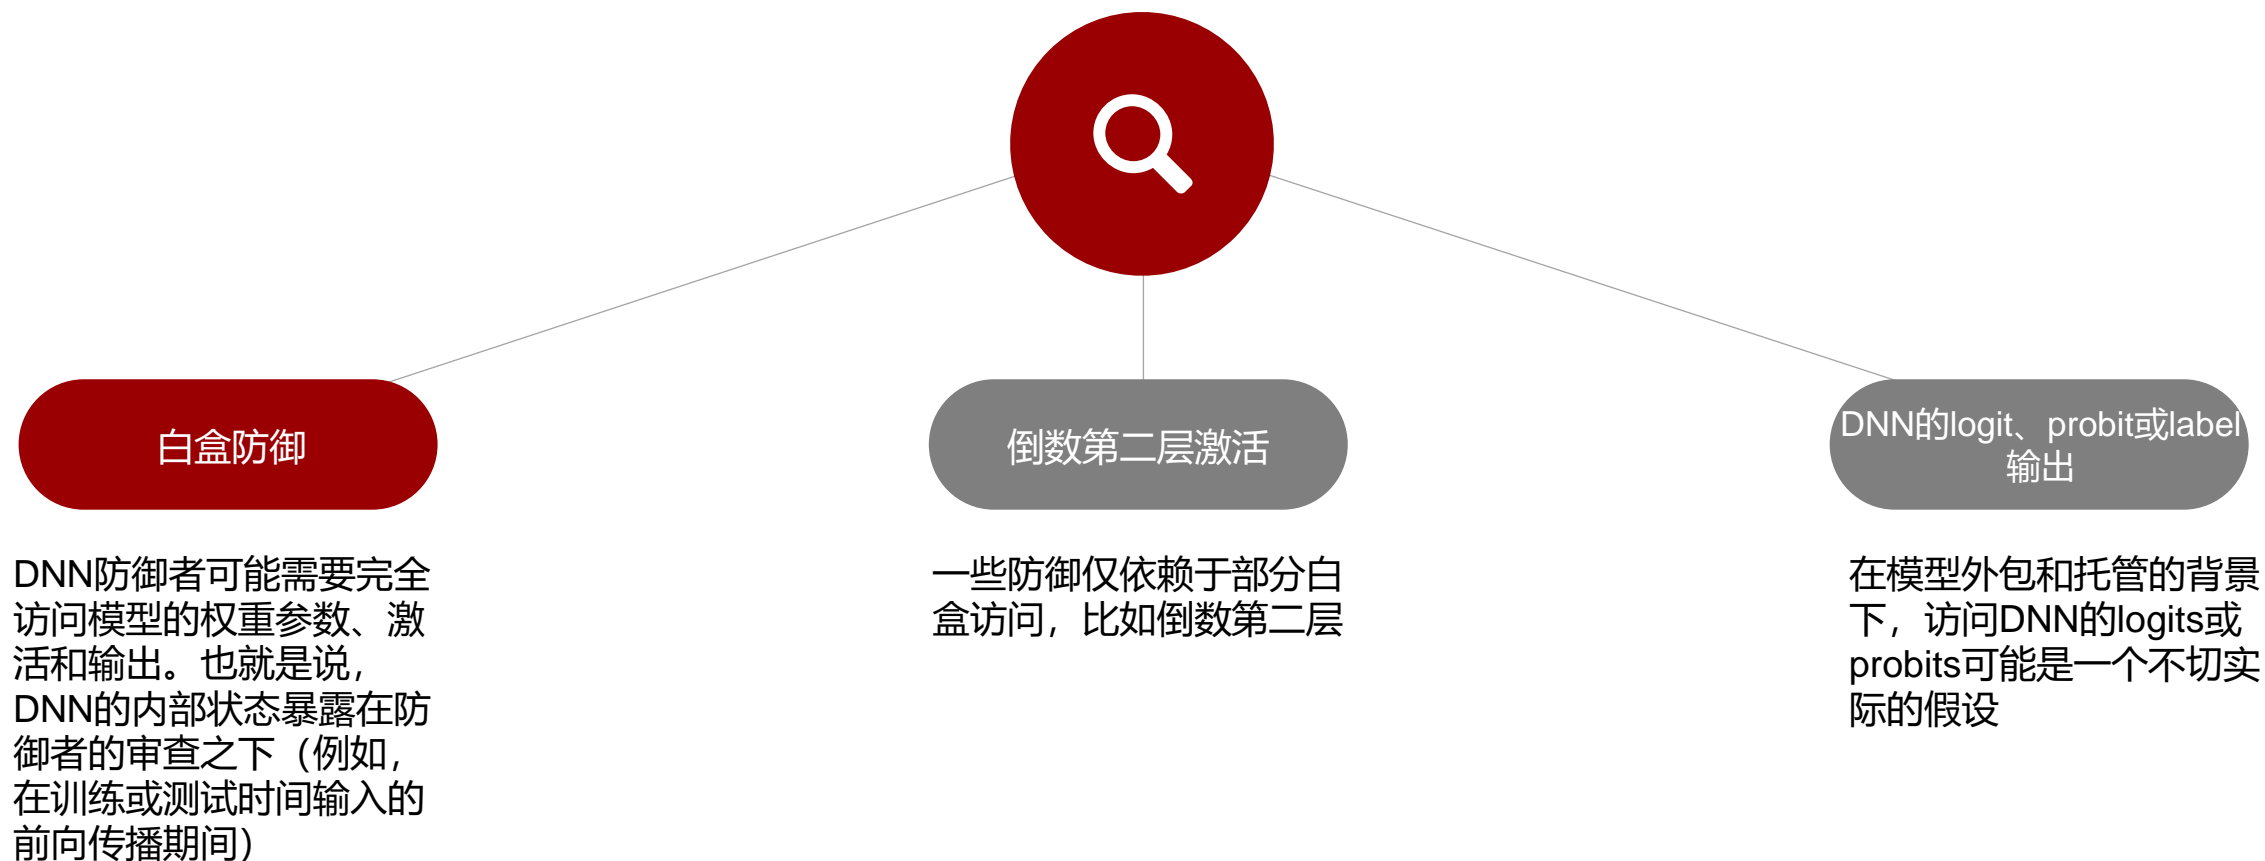 白盒防御
DNN防御者可能需要完全
访问模型的权重参数、激
活和输出。也就是说，
DNN的内部状态暴露在防
御者的审查之下（例如，
在训练或测试时间输入的
前向传播期间）
倒数第二层激活
一些防御仅依赖于部分白
盒访问，比如倒数第二层
DNN的logit、probit或label
输出
在模型外包和托管的背景
下，访问DNN的logits或
probits可能是一个不切实
际的假设